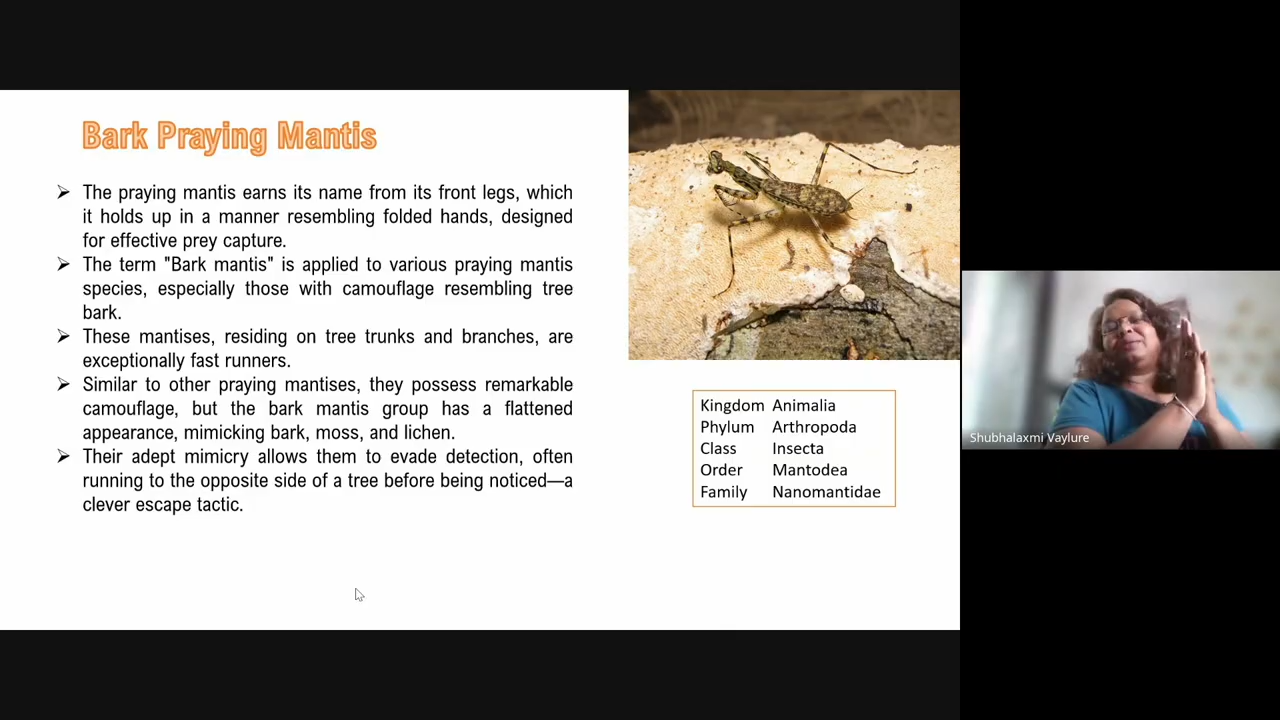 Bark Praying Mantis
➢ The praying mantis earns its name from its front legs, which
it holds up in a manner resembling folded hands, designed
for effective prey capture.
➢ The term "Bark mantis" is applied to various praying mantis
species, especially those with camouflage resembling tree
bark.
➢ These mantises, residing on tree trunks and branches, are
exceptionally fast runners.
➢ Similar to other praying mantises, they possess remarkable
camouflage, but the bark mantis group has a flattened
appearance, mimicking bark, moss, and lichen.
➢ Their adept mimicry allows them to evade detection, often
running to the opposite side of a tree before being noticed—a
clever escape tactic.
Kingdom Animalia
Phylum Arthropoda
Class Insecta
Order Mantodea
Family Nanomantidae
Shubhalaxmi Vaylure